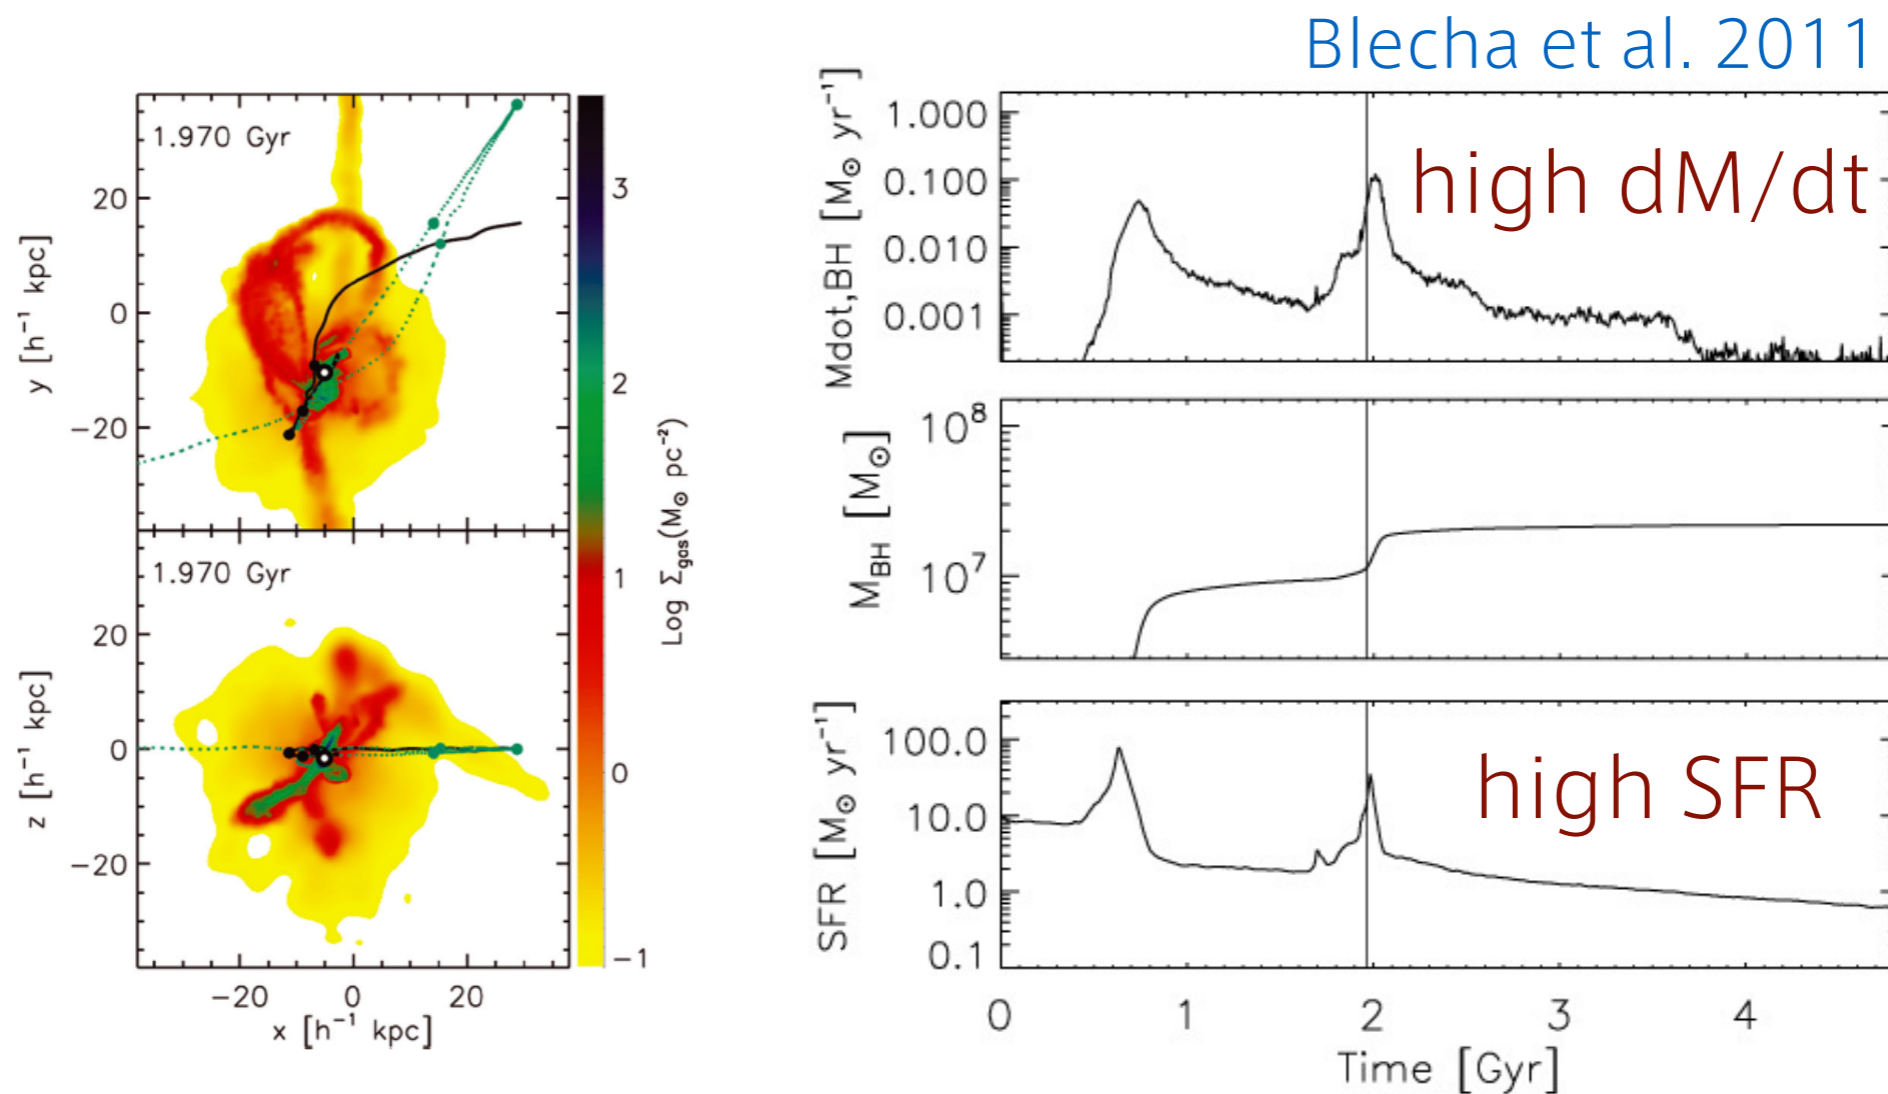 Blecha et al. 2011
1.970 Gyr
20
0
−20
y [h⁻¹ kpc]
1.970 Gyr
20
0
−20
z [h⁻¹ kpc]
−20 0 20
x [h⁻¹ kpc]
3
2
1
0
−1
Log Σgas(M⊙ pc⁻²)
1.000
0.100
0.010
0.001
Mdot,BH [M⊙ yr⁻¹]
high dM/dt
10⁸
10⁷
M_BH [M⊙]
100.0
10.0
1.0
0.1
SFR [M⊙ yr⁻¹]
high SFR
0 1 2 3 4
Time [Gyr]